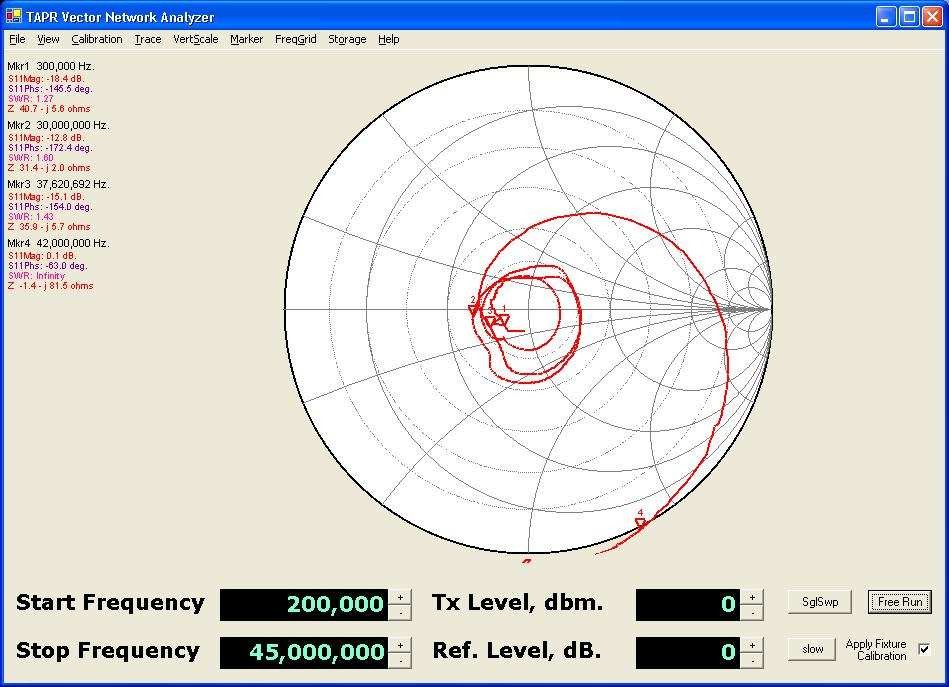 TAPR Vector Network Analyzer
File View Calibration Trace VertScale Marker FreqGrid Storage Help
Mkr1 300,000 Hz.
S11Mag: -18.4 dB.
S11Phs: -145.5 deg.
SWR: 1.27
Z 40.7 - j 5.6 ohms
Mkr2 30,000,000 Hz.
S11Mag: -12.8 dB.
S11Phs: -172.4 deg.
SWR: 1.60
Z 31.4 - j 2.0 ohms
Mkr3 37,620,692 Hz.
S11Mag: -15.1 dB.
S11Phs: -154.0 deg.
SWR: 1.43
Z 35.9 - j 5.7 ohms
Mkr4 42,000,000 Hz.
S11Mag: 0.1 dB.
S11Phs: -63.0 deg.
SWR: Infinity
Z -1.4 - j 81.5 ohms
2
3
1
4
Start Frequency 200,000 + - Tx Level, dbm. 0 + - SglSwp Free Run
Stop Frequency 45,000,000 + - Ref. Level, dB. 0 + - slow Apply Fixture
Calibration